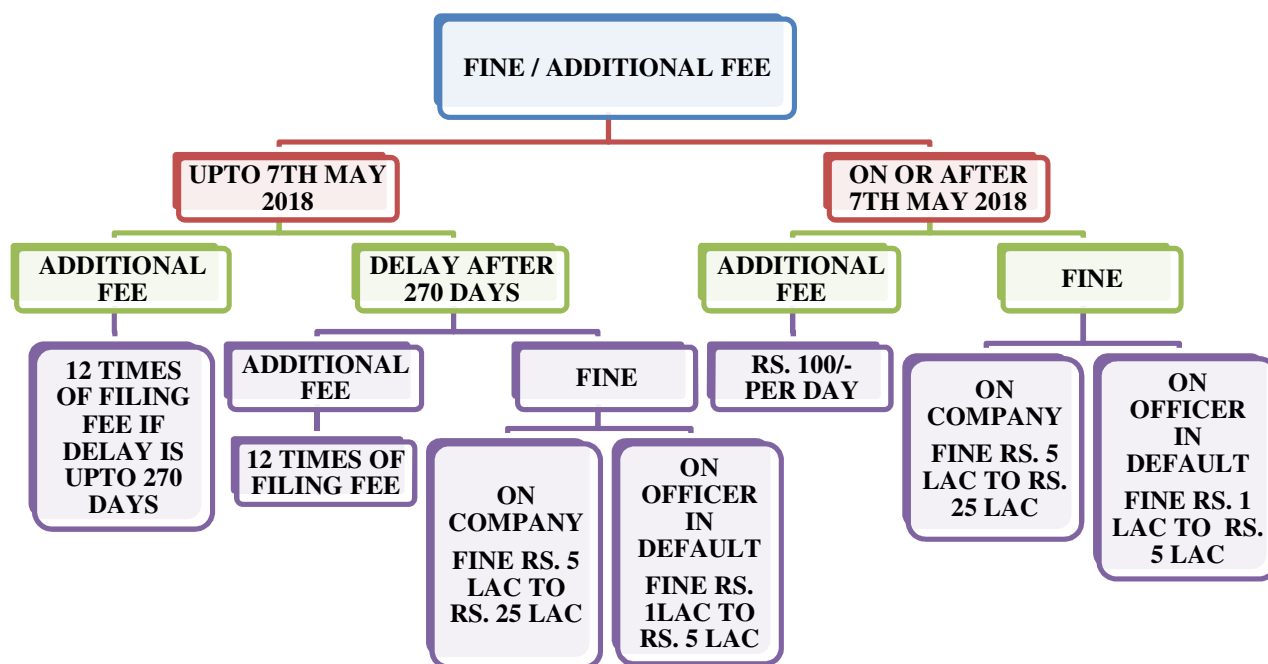 FINE / ADDITIONAL FEE
UPTO 7TH MAY
2018
ON OR AFTER
7TH MAY 2018
ADDITIONAL
FEE
DELAY AFTER
270 DAYS
ADDITIONAL
FEE
FINE
12 TIMES
OF FILING
FEE IF
DELAY IS
UPTO 270
DAYS
ADDITIONAL
FEE
FINE
RS. 100/-
PER DAY
ON
COMPANY
FINE RS. 5
LAC TO RS.
25 LAC
ON
OFFICER
IN
DEFAULT
FINE RS. 1
LAC TO RS.
5 LAC
12 TIMES OF
FILING FEE
ON
COMPANY
FINE RS. 5
LAC TO
RS. 25 LAC
ON
OFFICER
IN
DEFAULT
FINE RS.
1LAC TO
RS. 5 LAC